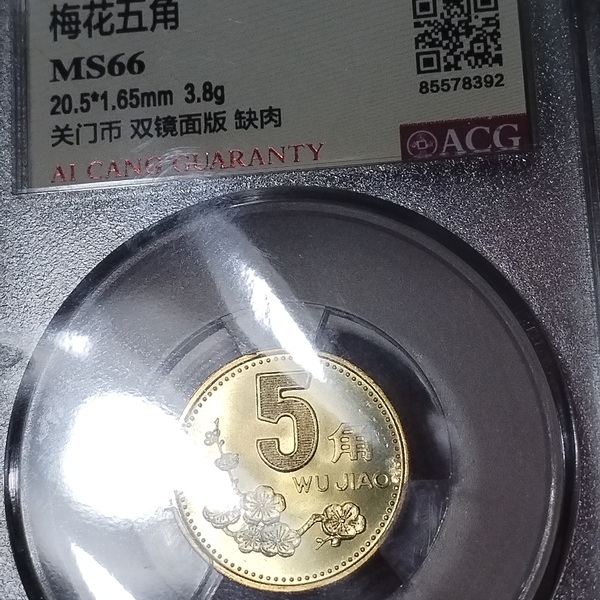 梅花五角
MS66
20.5*1.65mm 3.8g
关门币 双镜面版 缺肉
AI CANG GUARANTY
85578392
ACG
5
角
WU JIAO